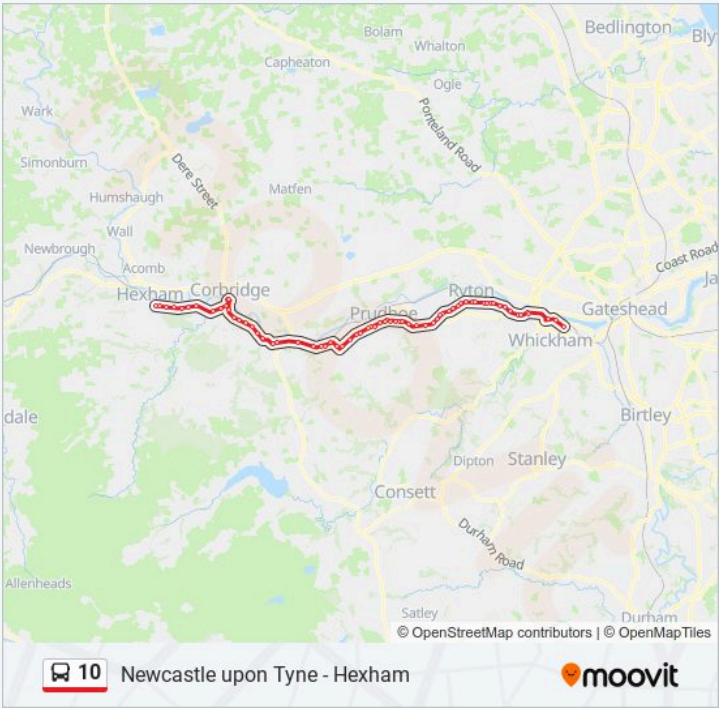 Bedlington
Bly
Bolam
Whalton
Capheaton
Ogle
Wark
Ponteland Road
Simonburn
Dere Street
Matfen
Humshaugh
Wall
Newbrough
Coast Road
Acomb
Ja
Hexham
Corbridge
Ryton
Prudhoe
Gateshead
Whickham
dale
Birtley
Dipton
Stanley
Consett
Durham Road
Allenheads
Satley
Durham
© OpenStreetMap contributors | © OpenMapTiles
10 Newcastle upon Tyne - Hexham
moovit